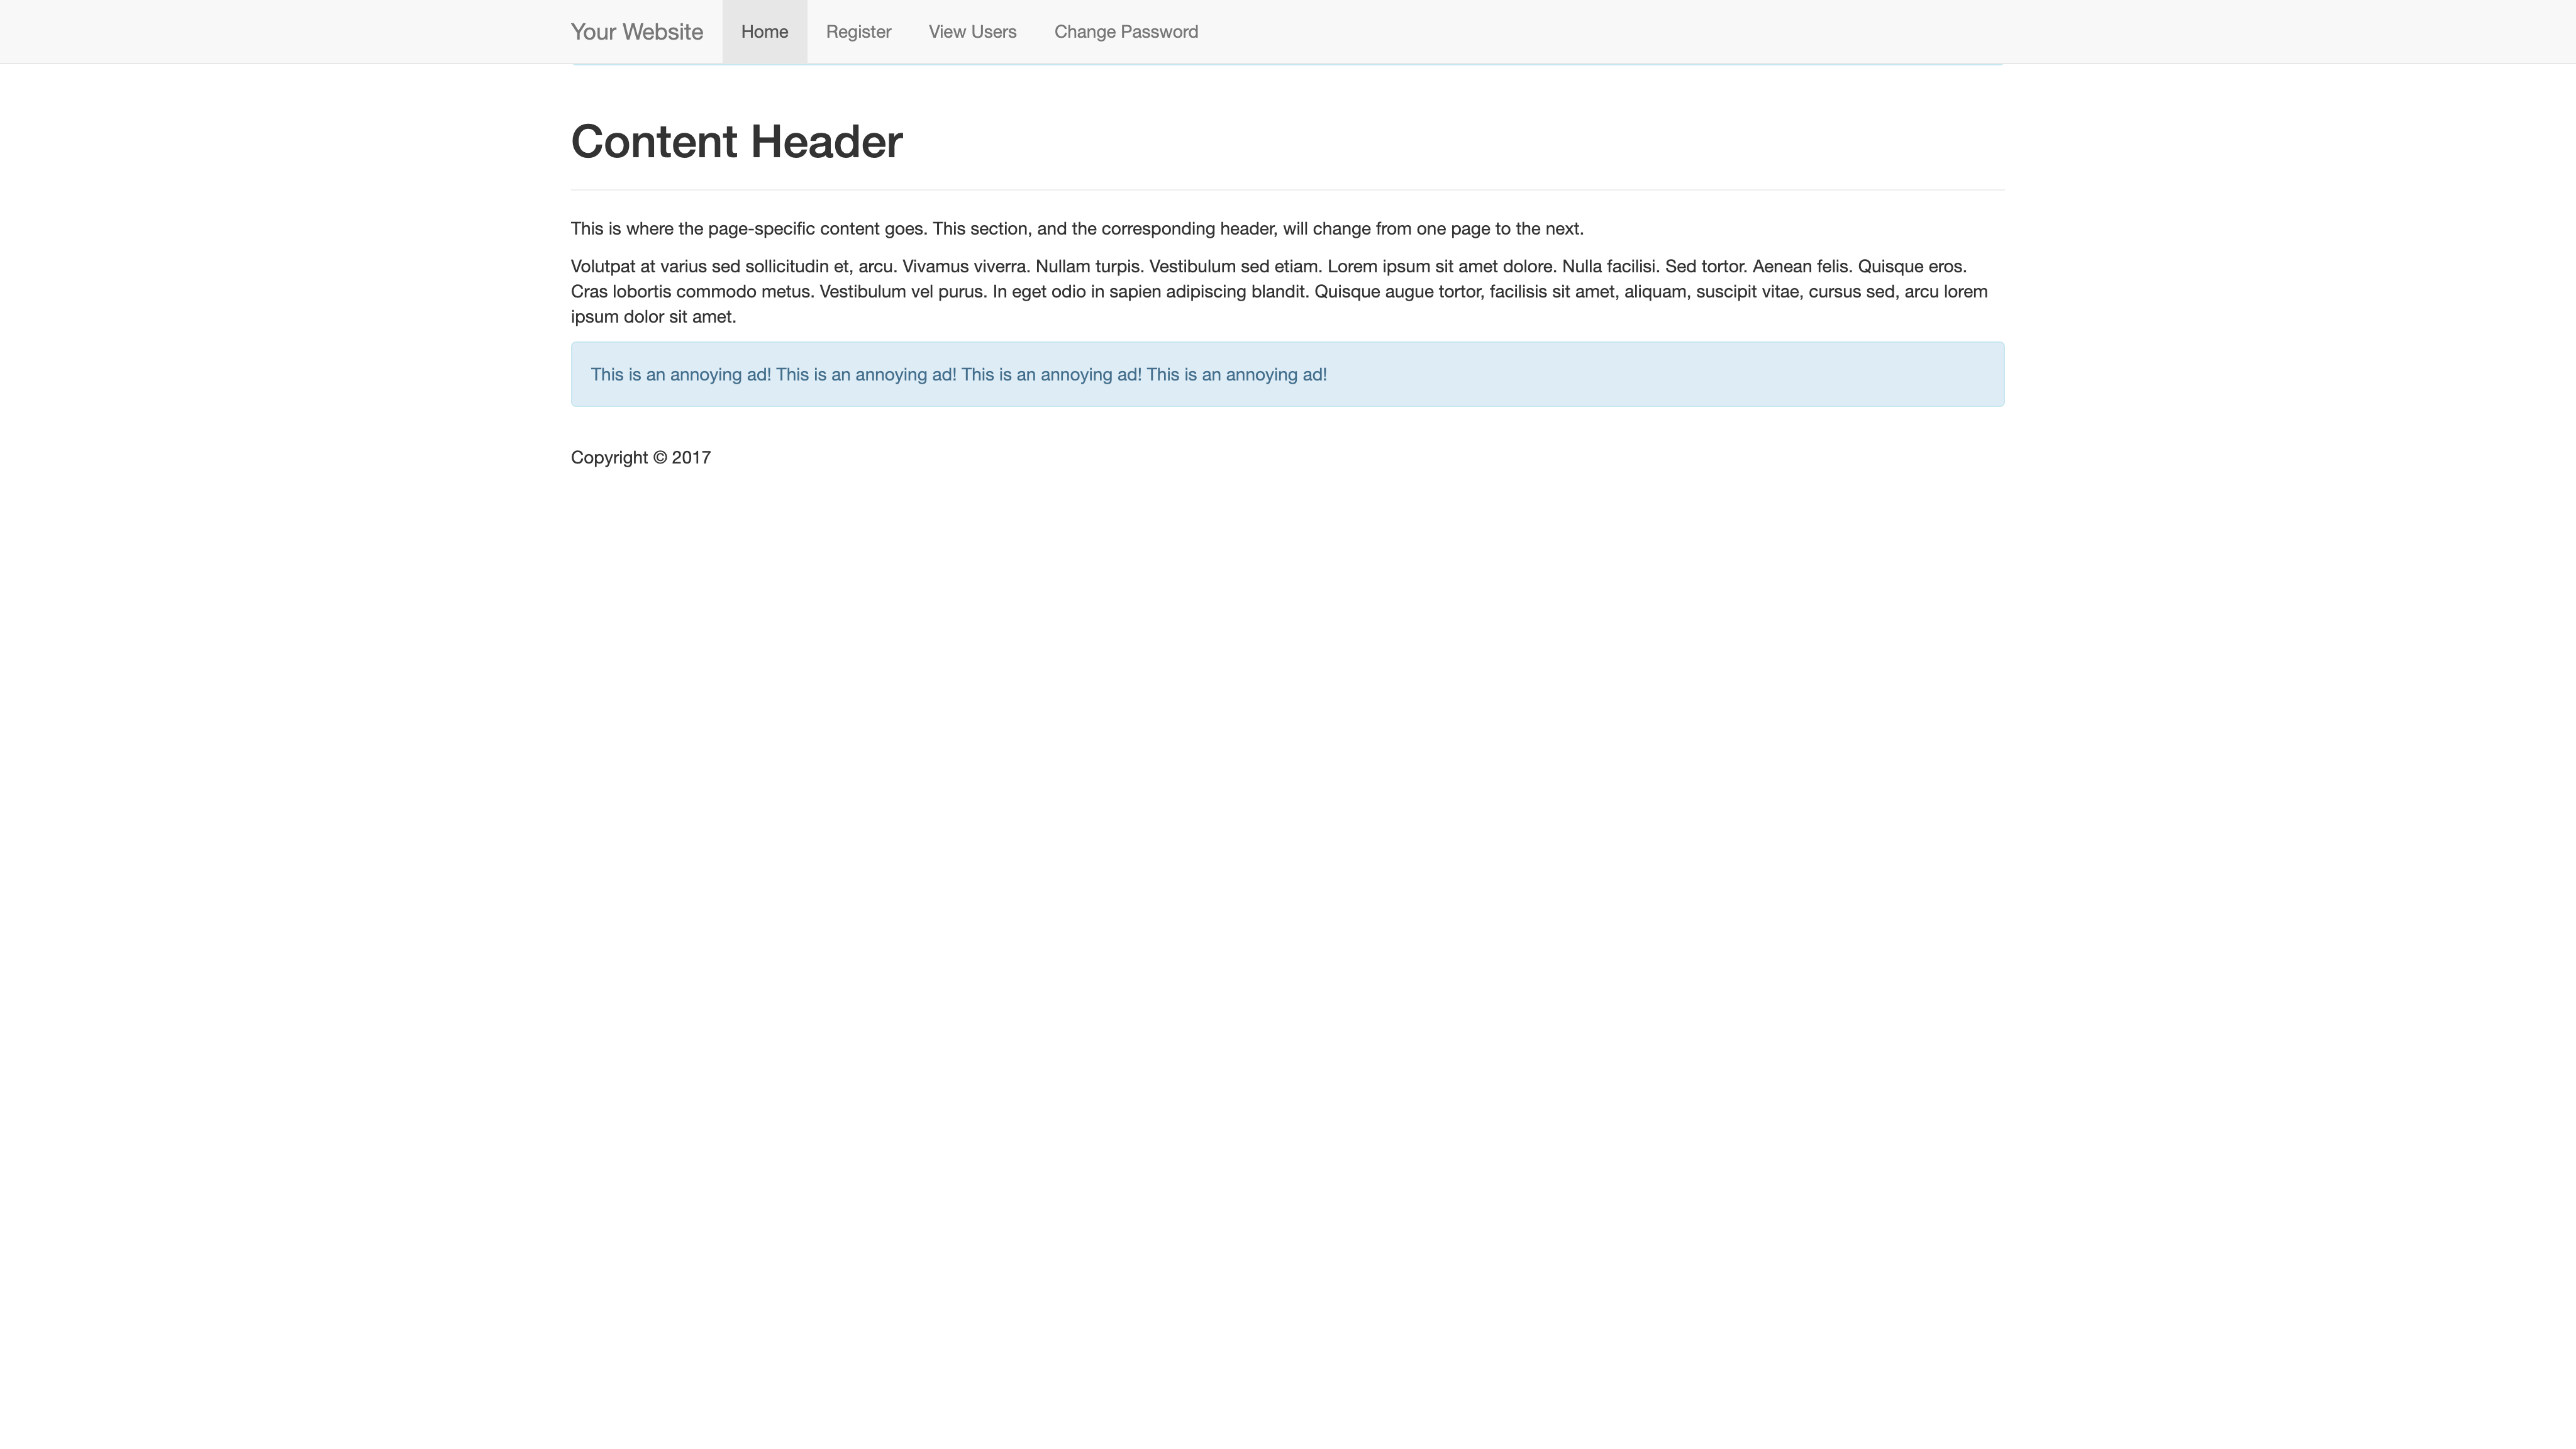 Your Website Home Register View Users Change Password
Content Header
This is where the page-specific content goes. This section, and the corresponding header, will change from one page to the next.
Volutpat at varius sed sollicitudin et, arcu. Vivamus viverra. Nullam turpis. Vestibulum sed etiam. Lorem ipsum sit amet dolore. Nulla facilisi. Sed tortor. Aenean felis. Quisque eros.
Cras lobortis commodo metus. Vestibulum vel purus. In eget odio in sapien adipiscing blandit. Quisque augue tortor, facilisis sit amet, aliquam, suscipit vitae, cursus sed, arcu lorem
ipsum dolor sit amet.
This is an annoying ad! This is an annoying ad! This is an annoying ad! This is an annoying ad!
Copyright © 2017